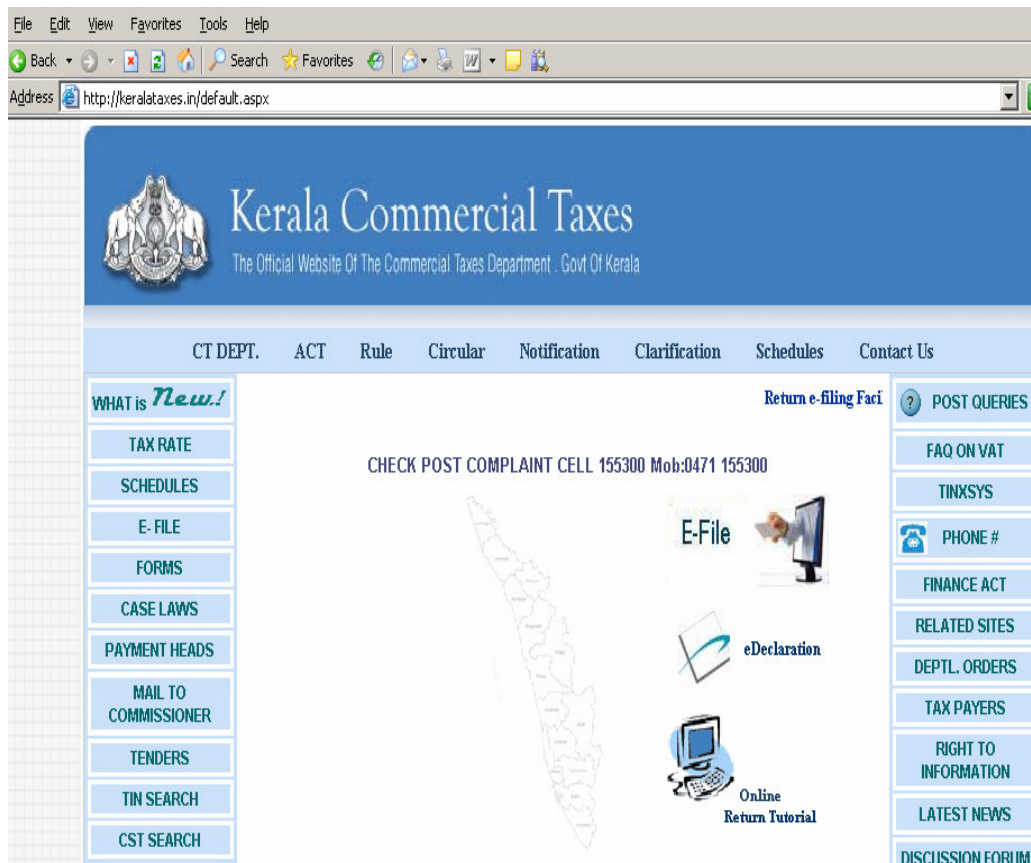 File Edit View Favorites Tools Help
Back Search Favorites
Address http://keralataxes.in/default.aspx
Kerala Commercial Taxes
The Official Website Of The Commercial Taxes Department . Govt Of Kerala
CT DEPT. ACT Rule Circular Notification Clarification Schedules Contact Us
WHAT is New.!
TAX RATE
SCHEDULES
E- FILE
FORMS
CASE LAWS
PAYMENT HEADS
MAIL TO
COMMISSIONER
TENDERS
TIN SEARCH
CST SEARCH
Return e-filing Faci
CHECK POST COMPLAINT CELL 155300 Mob:0471 155300
E-File
eDeclaration
Online
Return Tutorial
POST QUERIES
FAQ ON VAT
TINXSYS
PHONE #
FINANCE ACT
RELATED SITES
DEPTL. ORDERS
TAX PAYERS
RIGHT TO
INFORMATION
LATEST NEWS
DISCUSSION FORUM